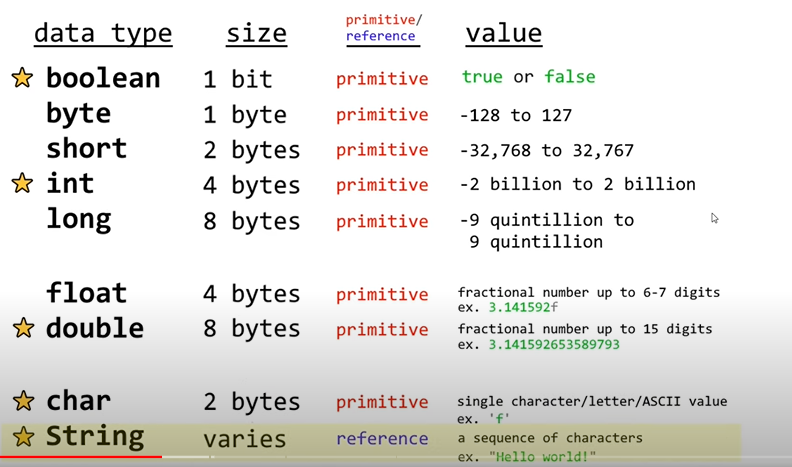 data type size primitive/ reference value
boolean 1 bit primitive true or false
byte 1 byte primitive -128 to 127
short 2 bytes primitive -32,768 to 32,767
int 4 bytes primitive -2 billion to 2 billion
long 8 bytes primitive -9 quintillion to
9 quintillion
float 4 bytes primitive fractional number up to 6-7 digits
ex. 3.141592f
double 8 bytes primitive fractional number up to 15 digits
ex. 3.141592653589793
char 2 bytes primitive single character/letter/ASCII value
ex. 'f'
String varies reference a sequence of characters
ex. "Hello world!"